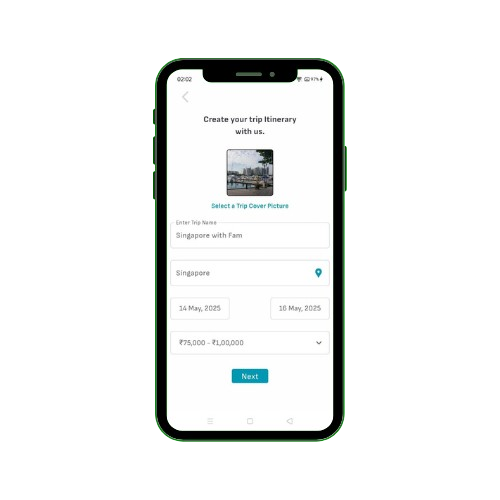 02:02
97%
Create your trip Itinerary
with us.
Select a Trip Cover Picture
Enter Trip Name
Singapore with Fam
Singapore
14 May, 2025
16 May, 2025
₹75,000 - ₹1,00,000
Next